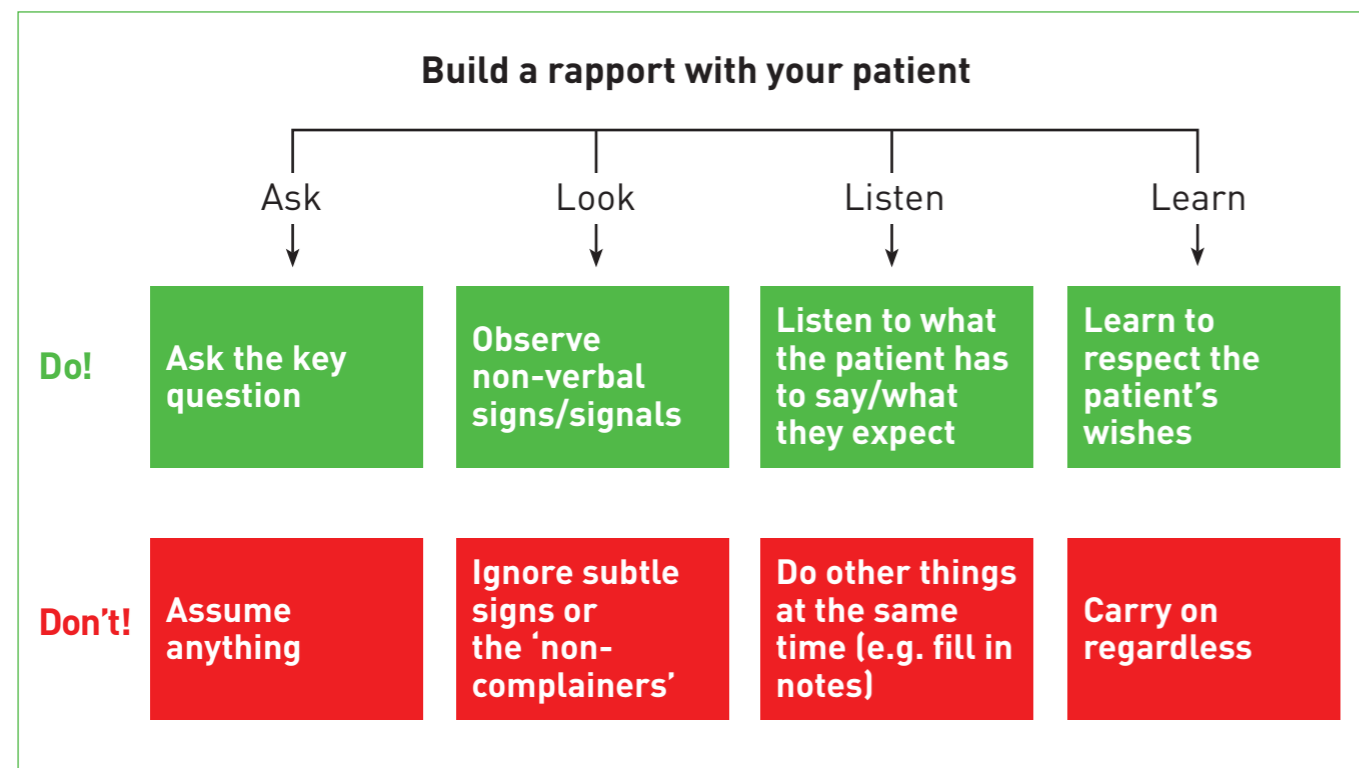 Build a rapport with your patient
Ask
Look
Listen
Learn
Do!
Ask the key
question
Observe
non-verbal
signs/signals
Listen to what
the patient has
to say/what
they expect
Learn to
respect the
patient’s
wishes
Don’t!
Assume
anything
Ignore subtle
signs or
the ‘non-
complainers’
Do other things
at the same
time (e.g. fill in
notes)
Carry on
regardless